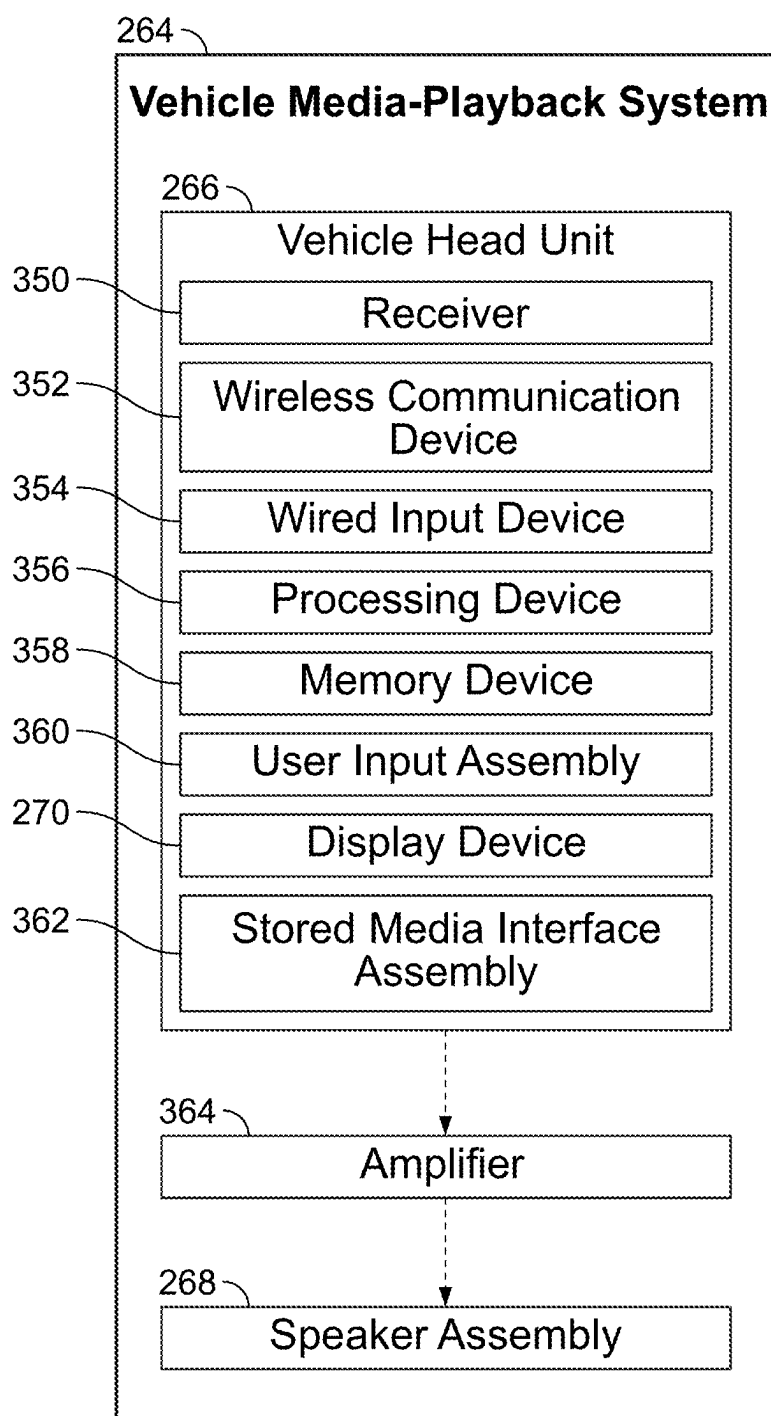 264
Vehicle Media-Playback System
266
Vehicle Head Unit
350
Receiver
352
Wireless Communication
Device
354
Wired Input Device
356
Processing Device
358
Memory Device
360
User Input Assembly
270
Display Device
362
Stored Media Interface
Assembly
364
Amplifier
268
Speaker Assembly